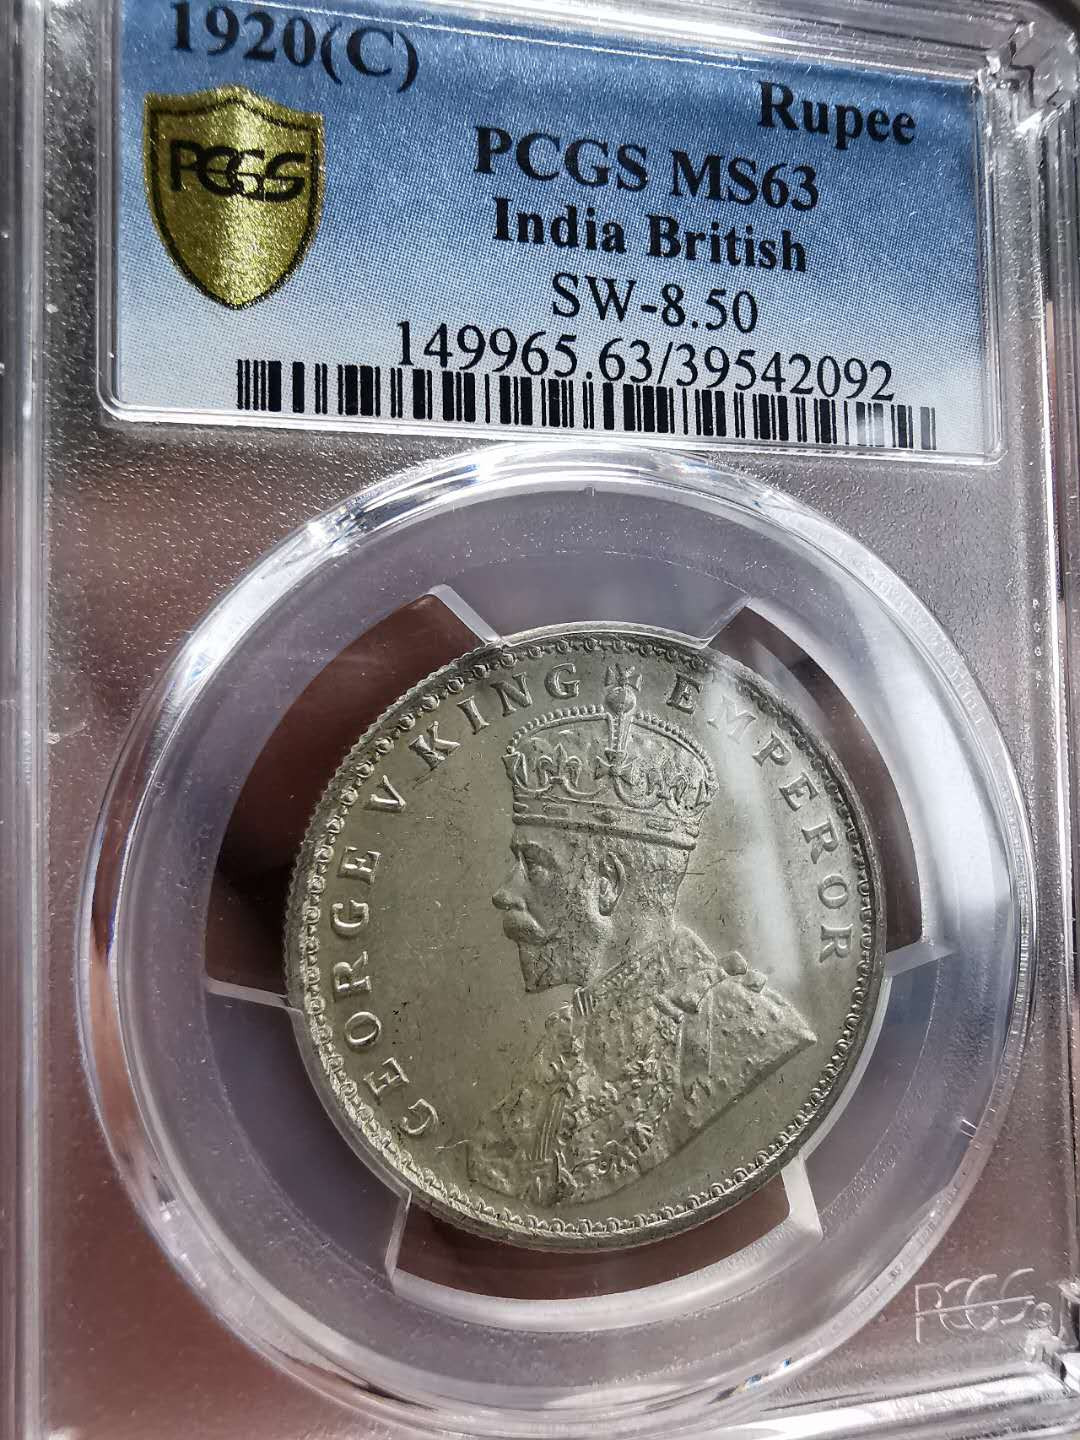 1920(C)
Rupee
PCGS
PCGS MS63
India British
SW-8.50
149965.63/39542092
GEORGE V KING EMPEROR
PCGS